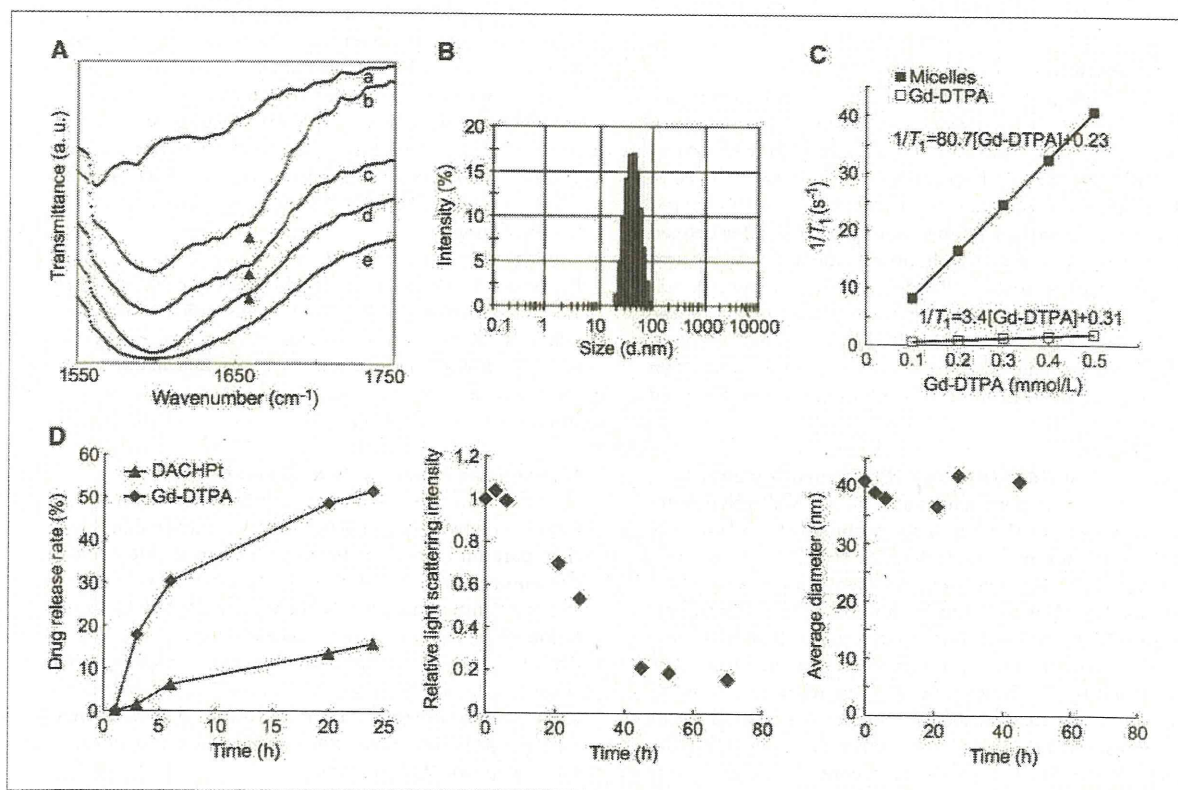 A
Transmittance (a. u.)
a
b
c
d
e
1550
1650
1750
Wavenumber (cm⁻¹)
B
Intensity (%)
20
15
10
5
0
0.1
1
10
100
1000
10000
Size (d.nm)
C
Micelles
Gd-DTPA
1/T₁ (s⁻¹)
40
30
20
10
0
1/T₁=80.7[Gd-DTPA]+0.23
1/T₁=3.4[Gd-DTPA]+0.31
0
0.1
0.2
0.3
0.4
0.5
Gd-DTPA (mmol/L)
D
Drug release rate (%)
60
50
40
30
20
10
0
DACHPt
Gd-DTPA
0
5
10
15
20
25
Time (h)
Relative light scattering intensity
1.2
1
0.8
0.6
0.4
0.2
0
0
20
40
60
80
Time (h)
Average diameter (nm)
40
30
20
10
0
0
20
40
60
80
Time (h)